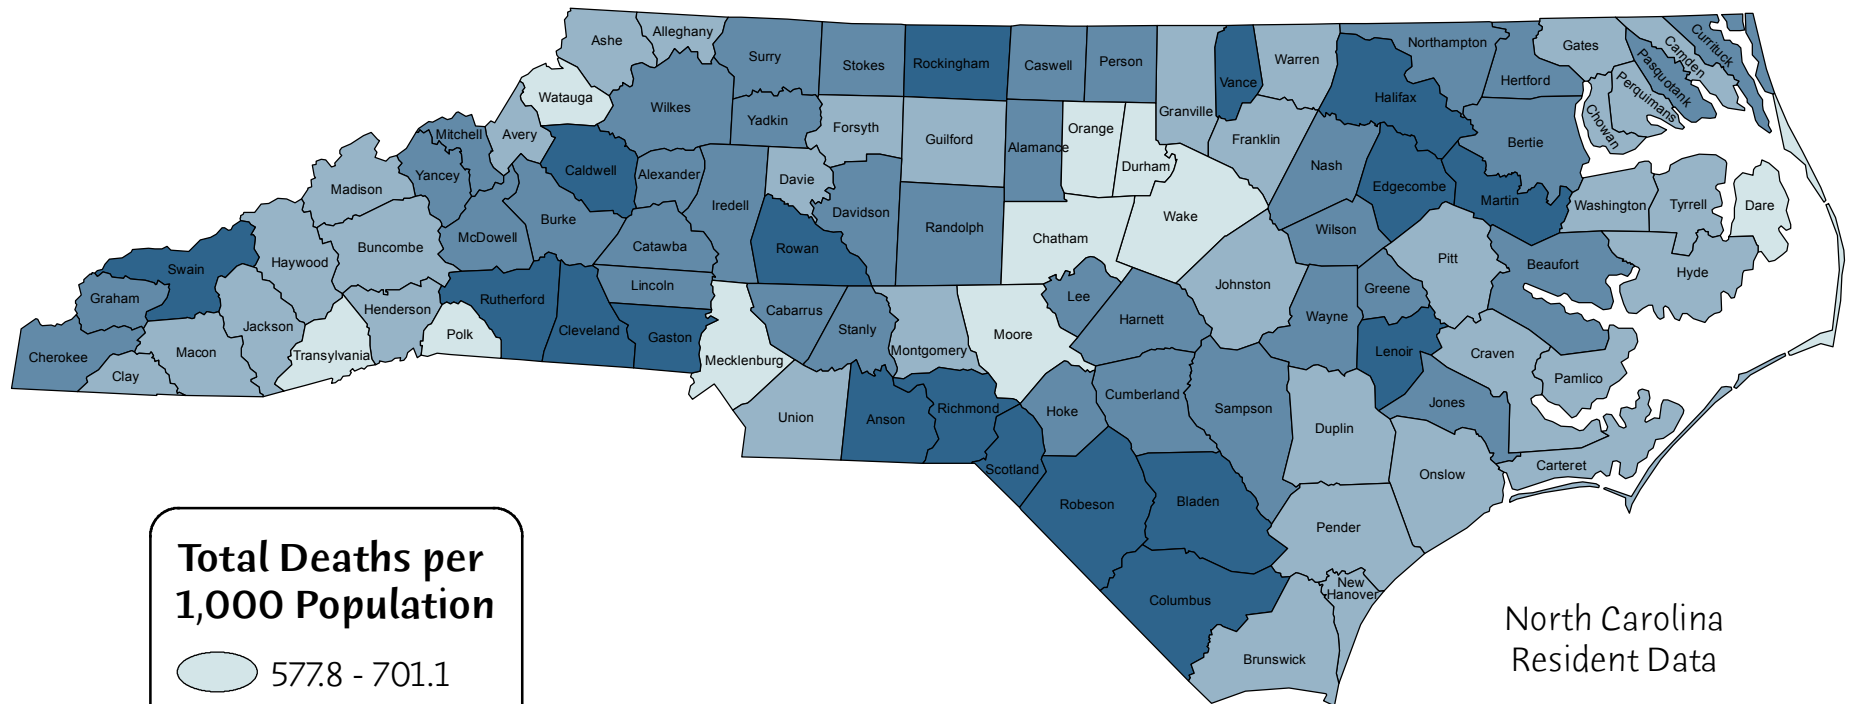 Ashe
Alleghany
Surry
Stokes
Rockingham
Caswell
Person
Granville
Vance
Warren
Halifax
Northampton
Hertford
Gates
Camden
Currituck
Pasquotank
Perquimans
Chowan
Watauga
Wilkes
Yadkin
Forsyth
Guilford
Alamance
Orange
Durham
Franklin
Nash
Edgecombe
Bertie
Martin
Washington
Tyrrell
Dare
Mitchell
Avery
Caldwell
Alexander
Iredell
Davie
Davidson
Randolph
Chatham
Wake
Wilson
Pitt
Beaufort
Hyde
Madison
Yancey
McDowell
Burke
Catawba
Rowan
Buncombe
Haywood
Swain
Graham
Cherokee
Clay
Macon
Jackson
Transylvania
Henderson
Polk
Rutherford
Cleveland
Lincoln
Gaston
Mecklenburg
Cabarrus
Stanly
Montgomery
Moore
Lee
Harnett
Johnston
Wayne
Greene
Lenoir
Craven
Pamlico
Jones
Union
Anson
Richmond
Scotland
Hoke
Cumberland
Sampson
Duplin
Onslow
Carteret
Robeson
Bladen
Pender
Columbus
New
Hanover
Brunswick
Total Deaths per
1,000 Population
577.8 - 701.1
North Carolina
Resident Data